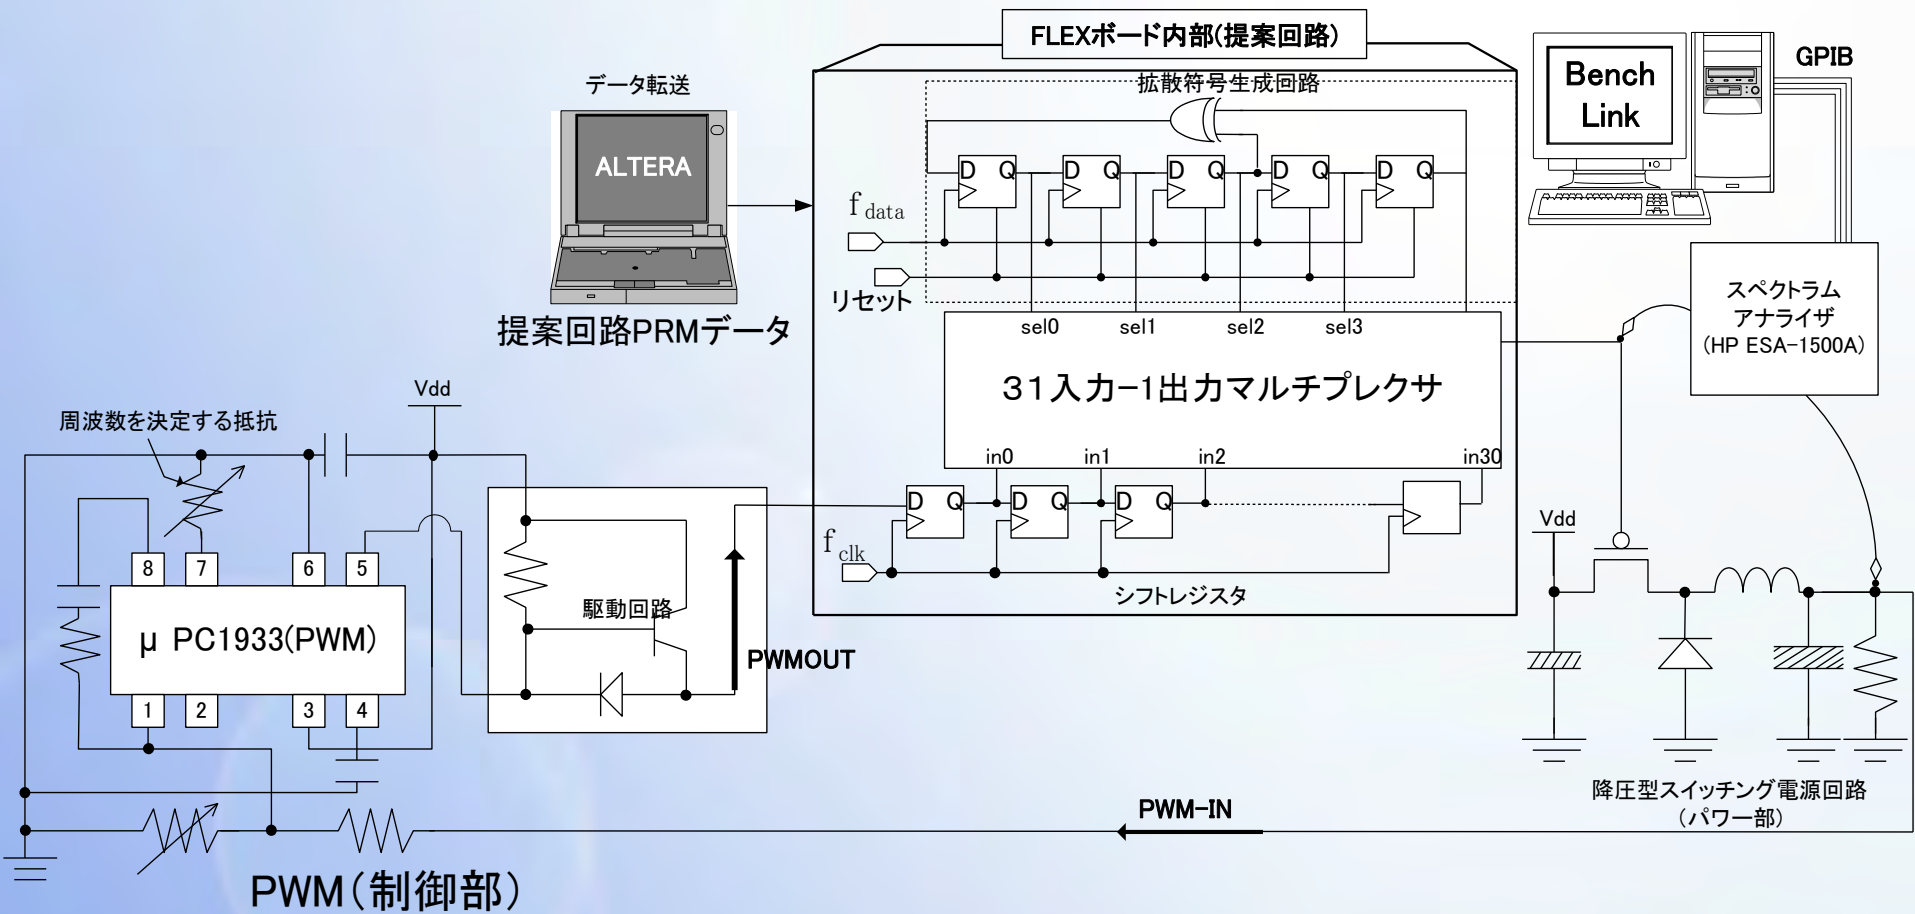 FLEXボード内部(提案回路)
拡散符号生成回路
データ転送
ALTERA
提案回路PRMデータ
Bench
Link
GPIB
D Q
D Q
D Q
D Q
D Q
fdata
リセット
sel0 sel1 sel2 sel3
31入力-1出力マルチプレクサ
in0 in1 in2 in30
D Q
D Q
D Q
fclk
シフトレジスタ
スペクトラム
アナライザ
(HP ESA-1500A)
Vdd
周波数を決定する抵抗
8 7 6 5
μ PC1933(PWM)
1 2 3 4
駆動回路
PWMOUT
Vdd
降圧型スイッチング電源回路
(パワー部)
PWM-IN
PWM(制御部)